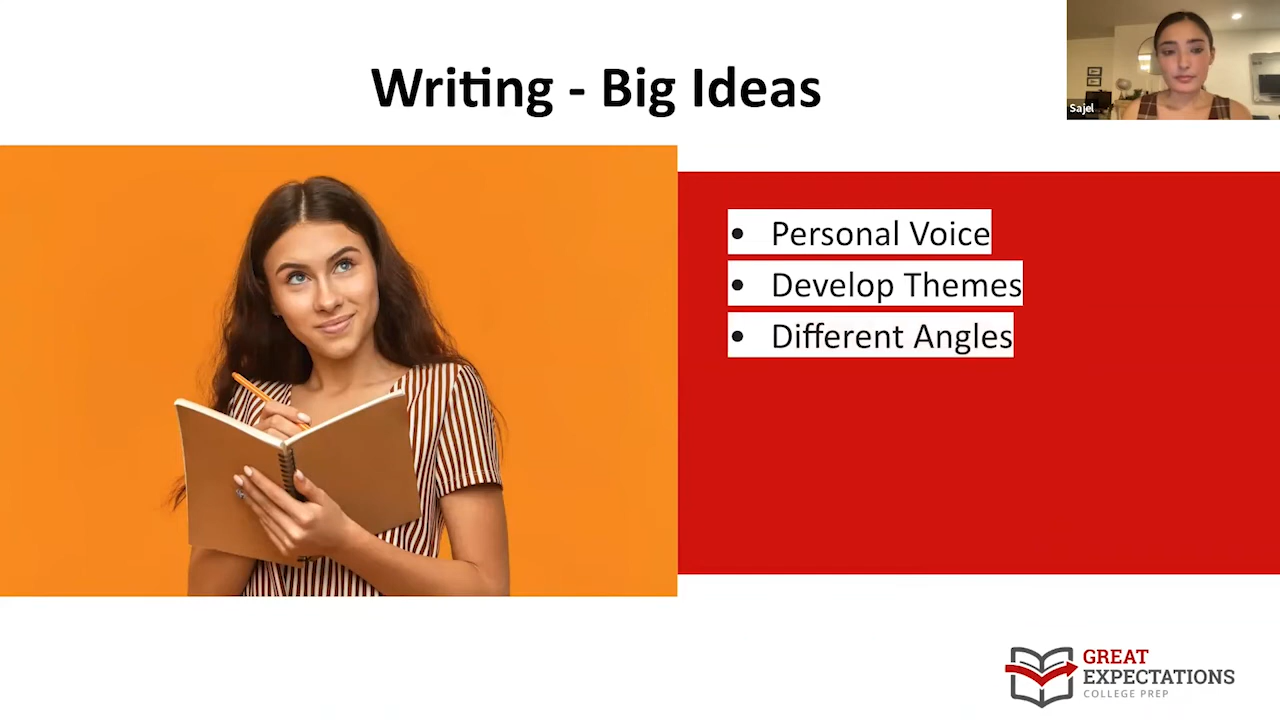 Writing - Big Ideas
Sajel
• Personal Voice
• Develop Themes
• Different Angles
GREAT
EXPECTATIONS
COLLEGE PREP